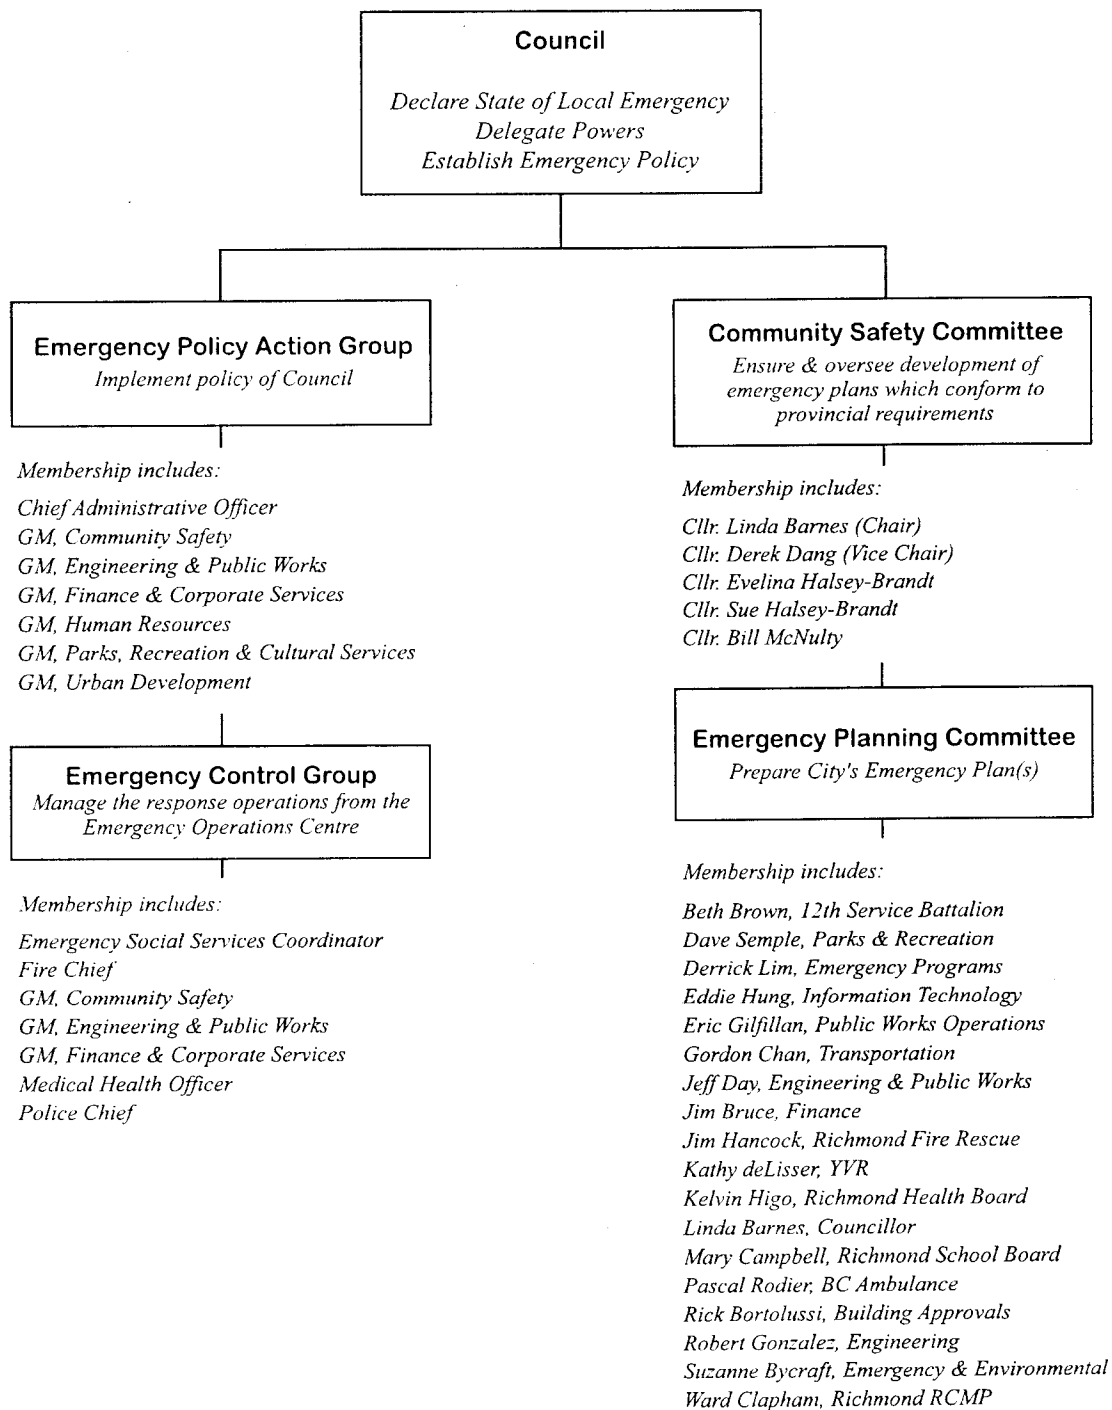 Council
Declare State of Local Emergency
Delegate Powers
Establish Emergency Policy
Emergency Policy Action Group
Implement policy of Council
Membership includes:
Chief Administrative Officer
GM, Community Safety
GM, Engineering & Public Works
GM, Finance & Corporate Services
GM, Human Resources
GM, Parks, Recreation & Cultural Services
GM, Urban Development
Emergency Control Group
Manage the response operations from the
Emergency Operations Centre
Membership includes:
Emergency Social Services Coordinator
Fire Chief
GM, Community Safety
GM, Engineering & Public Works
GM, Finance & Corporate Services
Medical Health Officer
Police Chief
Community Safety Committee
Ensure & oversee development of
emergency plans which conform to
provincial requirements
Membership includes:
Cllr. Linda Barnes (Chair)
Cllr. Derek Dang (Vice Chair)
Cllr. Evelina Halsey-Brandt
Cllr. Sue Halsey-Brandt
Cllr. Bill McNulty
Emergency Planning Committee
Prepare City's Emergency Plan(s)
Membership includes:
Beth Brown, 12th Service Battalion
Dave Semple, Parks & Recreation
Derrick Lim, Emergency Programs
Eddie Hung, Information Technology
Eric Gilfillan, Public Works Operations
Gordon Chan, Transportation
Jeff Day, Engineering & Public Works
Jim Bruce, Finance
Jim Hancock, Richmond Fire Rescue
Kathy deLisser, YVR
Kelvin Higo, Richmond Health Board
Linda Barnes, Councillor
Mary Campbell, Richmond School Board
Pascal Rodier, BC Ambulance
Rick Bortolussi, Building Approvals
Robert Gonzalez, Engineering
Suzanne Bycraft, Emergency & Environmental
Ward Clapham, Richmond RCMP